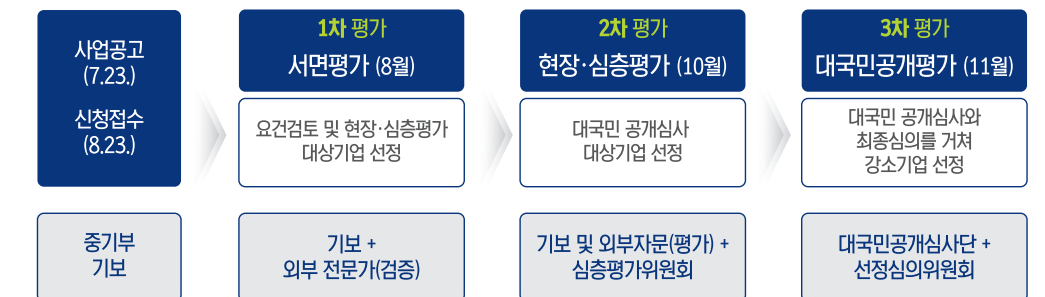 사업공고
(7.23.)
신청접수
(8.23.)
1차 평가
서면평가 (8월)
요건검토 및 현장·심층평가
대상기업 선정
2차 평가
현장·심층평가 (10월)
대국민 공개심사
대상기업 선정
3차 평가
대국민공개평가 (11월)
대국민 공개심사와
최종심의를 거쳐
강소기업 선정
중기부
기보
기보 +
외부 전문가(검증)
기보 및 외부자문(평가) +
심층평가위원회
대국민공개심사단 +
선정심의위원회